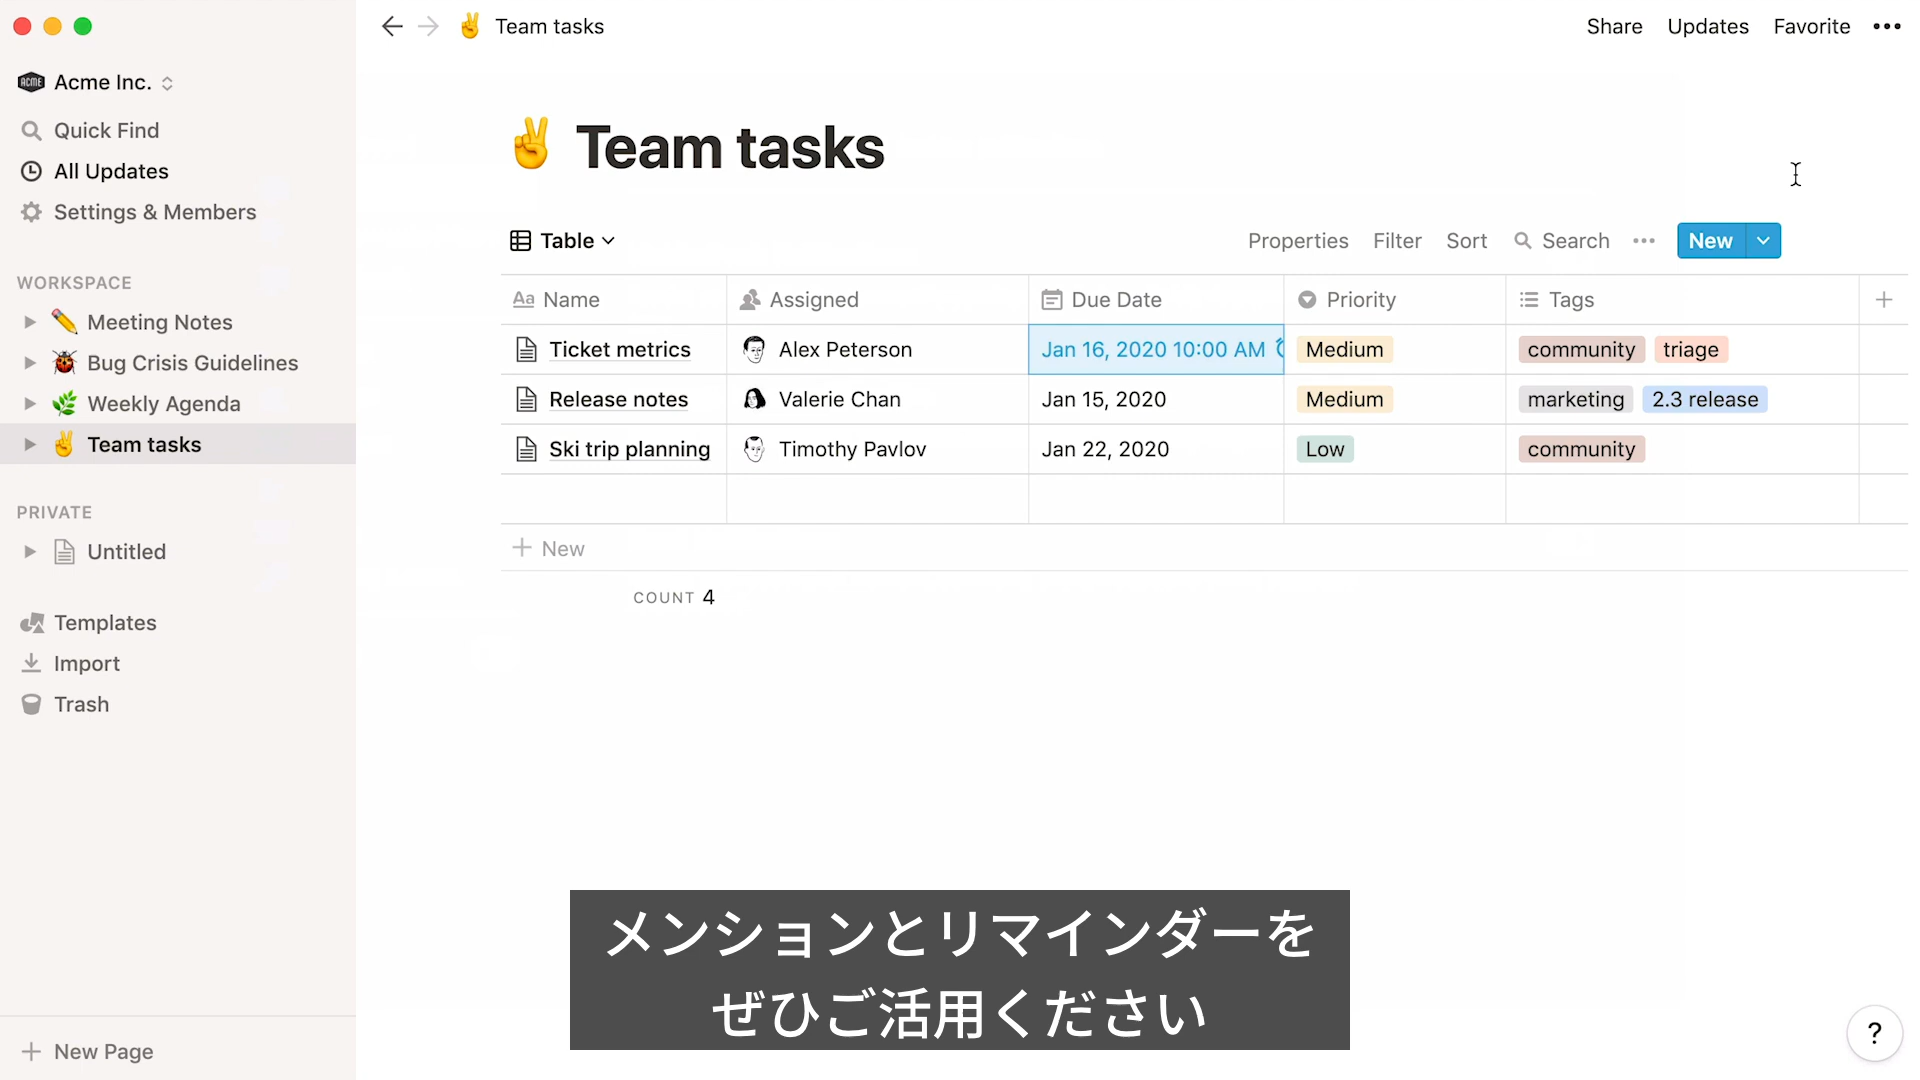 Team tasks
Share Updates Favorite
ACME Acme Inc.
Quick Find
All Updates
Settings & Members
WORKSPACE
Meeting Notes
Bug Crisis Guidelines
Weekly Agenda
Team tasks
PRIVATE
Untitled
Templates
Import
Trash
New Page
Team tasks
Table Properties Filter Sort Search New
Aa Name Assigned Due Date Priority Tags
Ticket metrics Alex Peterson Jan 16, 2020 10:00 AM Medium community triage
Release notes Valerie Chan Jan 15, 2020 Medium marketing 2.3 release
Ski trip planning Timothy Pavlov Jan 22, 2020 Low community
New
COUNT 4
メンションとリマインダーを
ぜひご活用ください
?